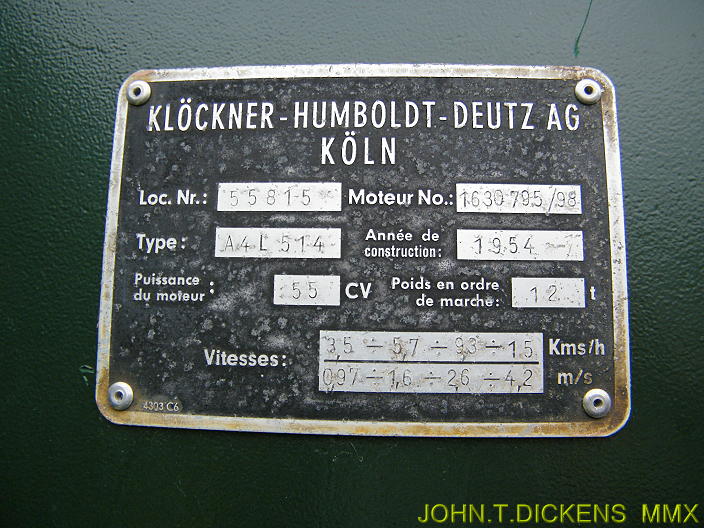 KLÖCKNER-HUMBOLDT-DEUTZ AG
KÖLN
Loc. Nr.: 55815 Moteur No.: 1630795/98
Type: A4L 514 Année de construction: 1954
Puissance du moteur: 55 CV Poids en ordre de marche: 12 t
Vitesses: 3,5 ÷ 5,7 ÷ 9,3 ÷ 15 Kms/h
0,97 ÷ 1,6 ÷ 2,6 ÷ 4,2 m/s
4303 C6
JOHN.T.DICKENS MMX